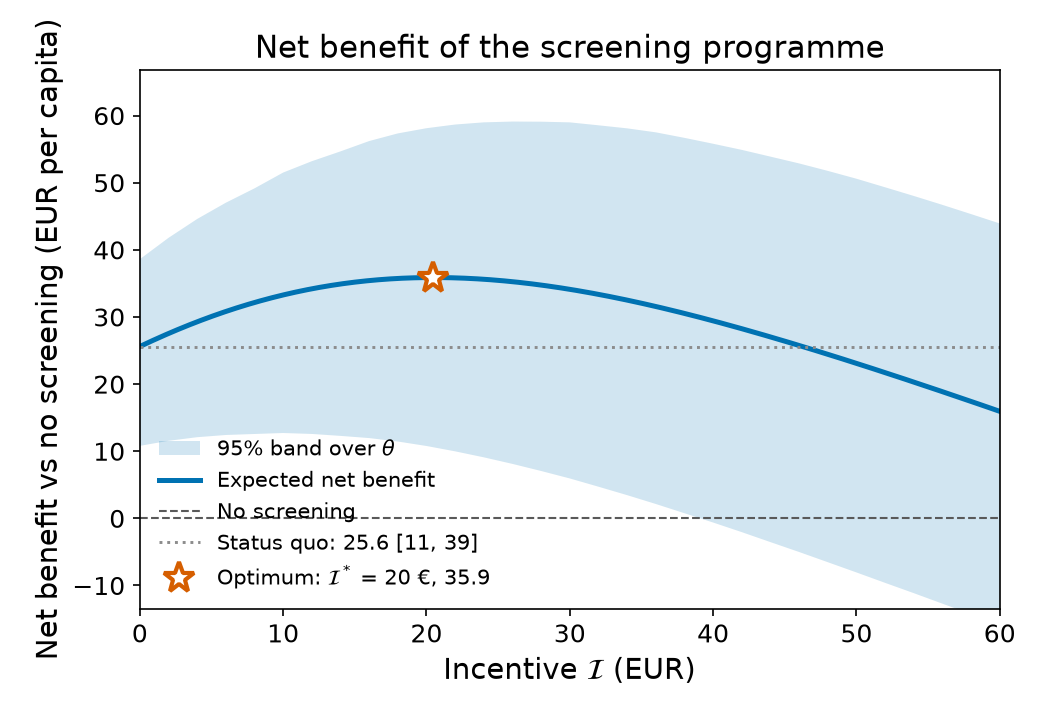 Net benefit of the screening programme
Net benefit vs no screening (EUR per capita)
60
50
40
30
20
10
0
−10
95% band over θ
Expected net benefit
No screening
Status quo: 25.6 [11, 39]
Optimum: ℐ* = 20 €, 35.9
0 10 20 30 40 50 60
Incentive ℐ (EUR)